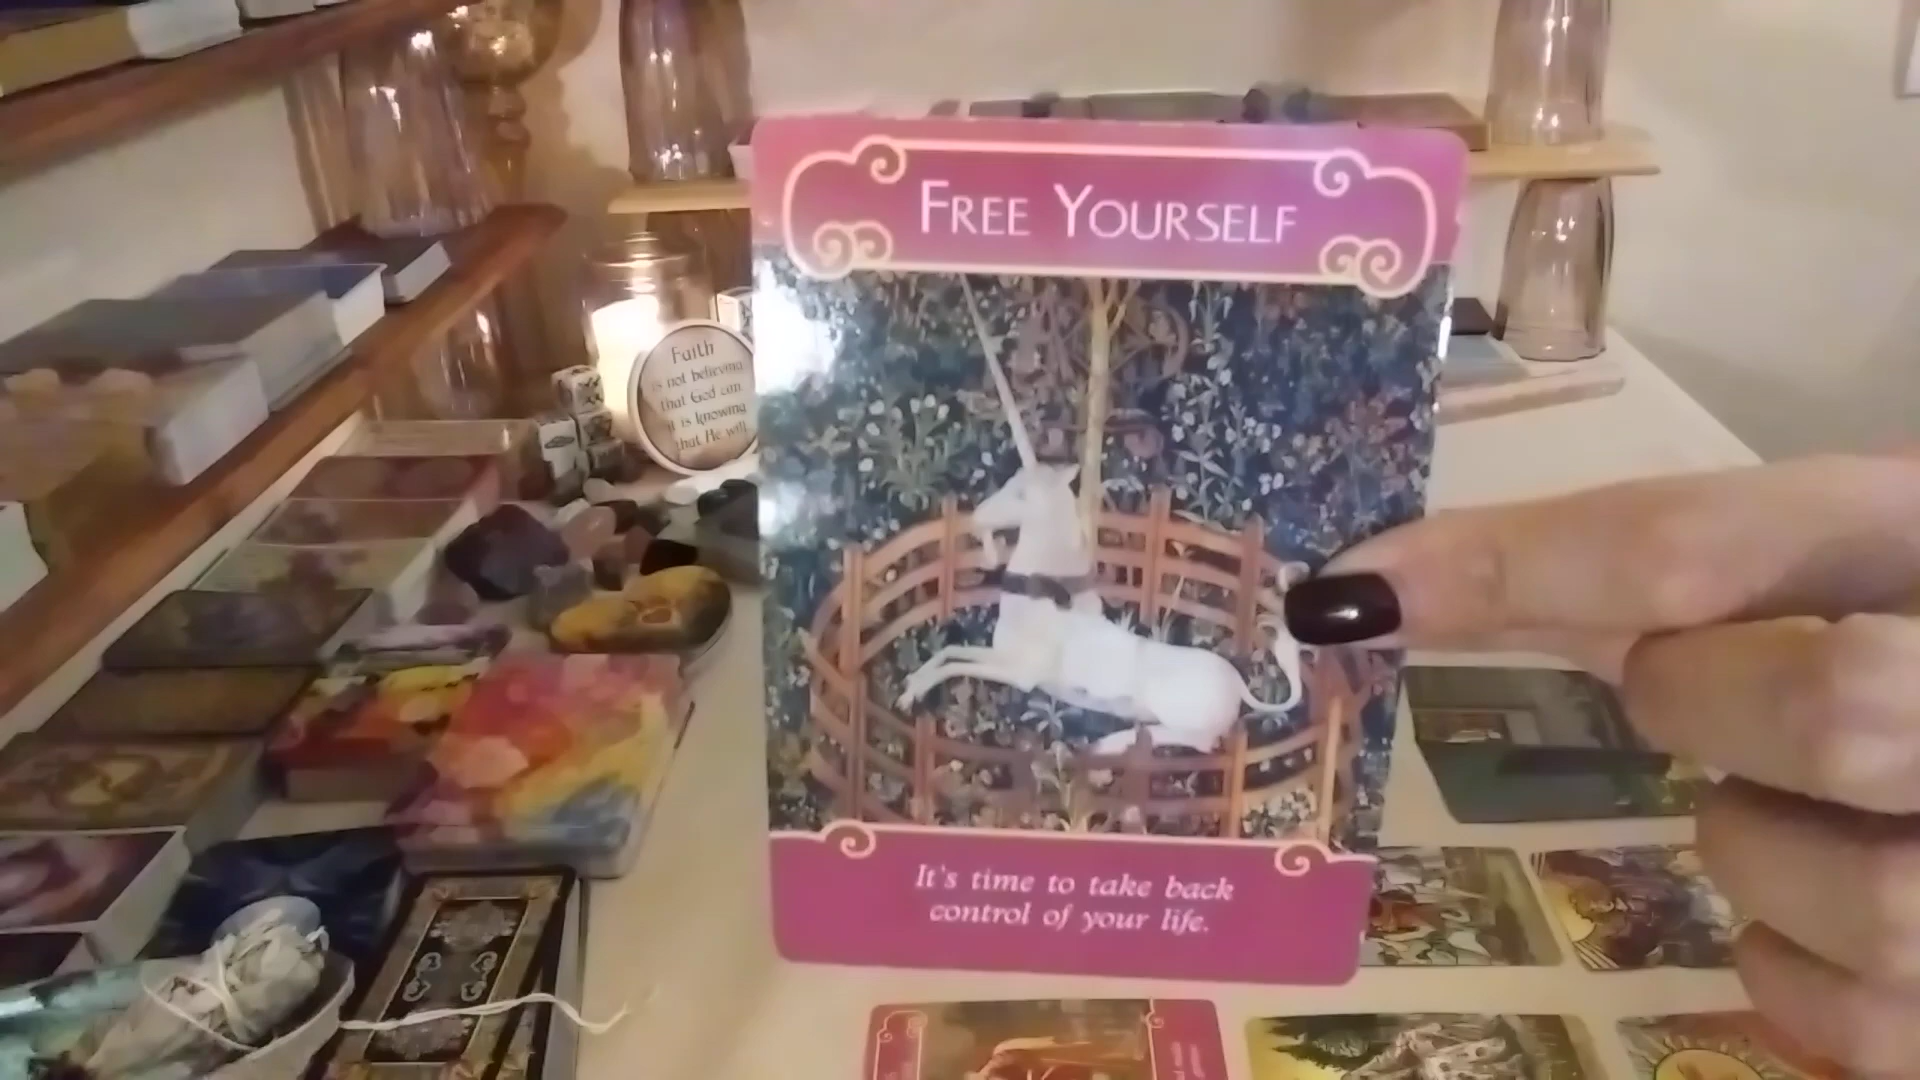 FREE YOURSELF
Faith
is not believing
that God can
it is knowing
that He will
It's time to take back
control of your life.